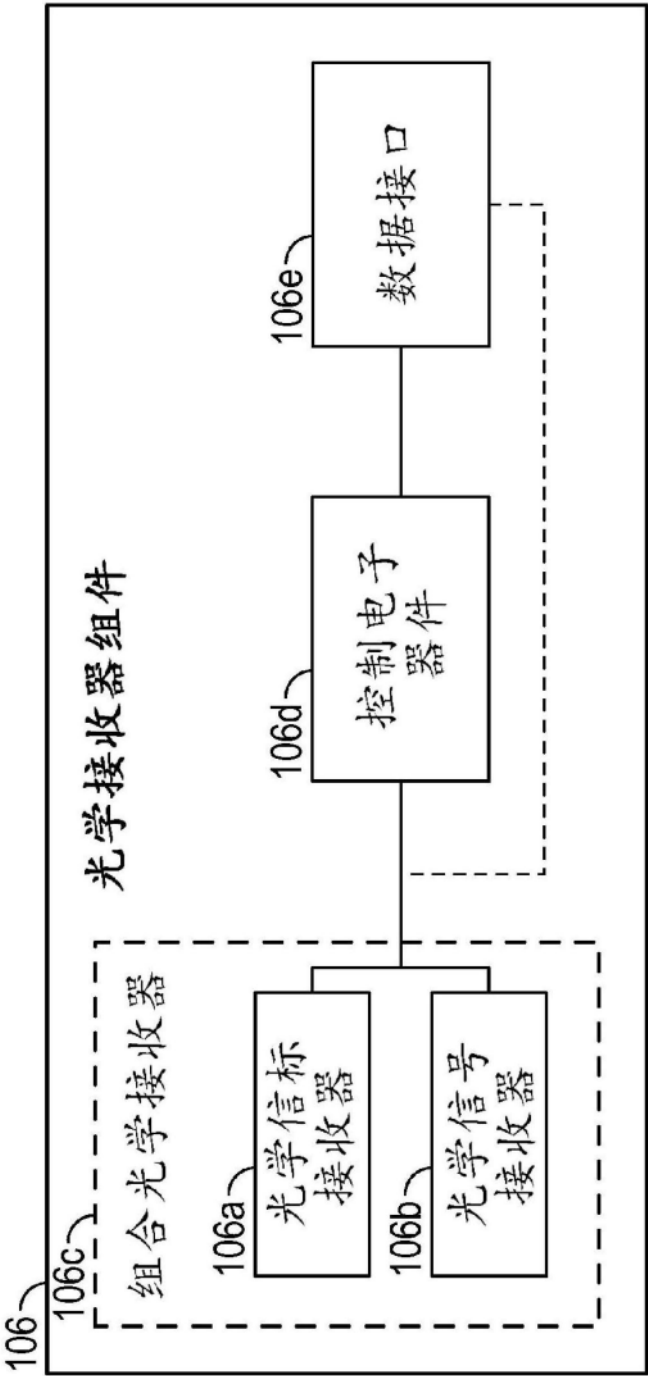 106
光学接收器组件
106c
组合光学接收器
106a
光学信标
接收器
106b
光学信号
接收器
106d
控制电子
器件
106e
数据接口